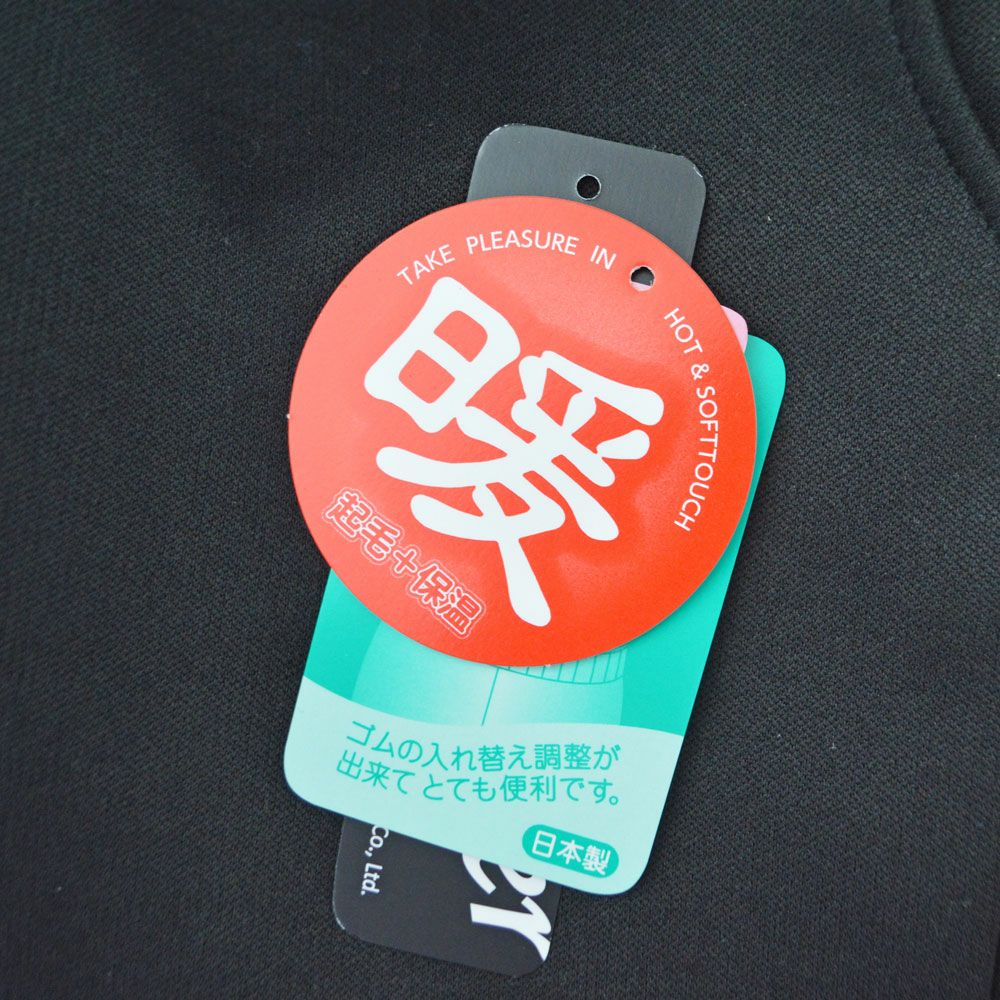 TAKE PLEASURE IN HOT & SOFTTOUCH
暖
起毛+保温
ゴムの入れ替え調整が
出来て とても便利です。
日本製
Co., Ltd.
er